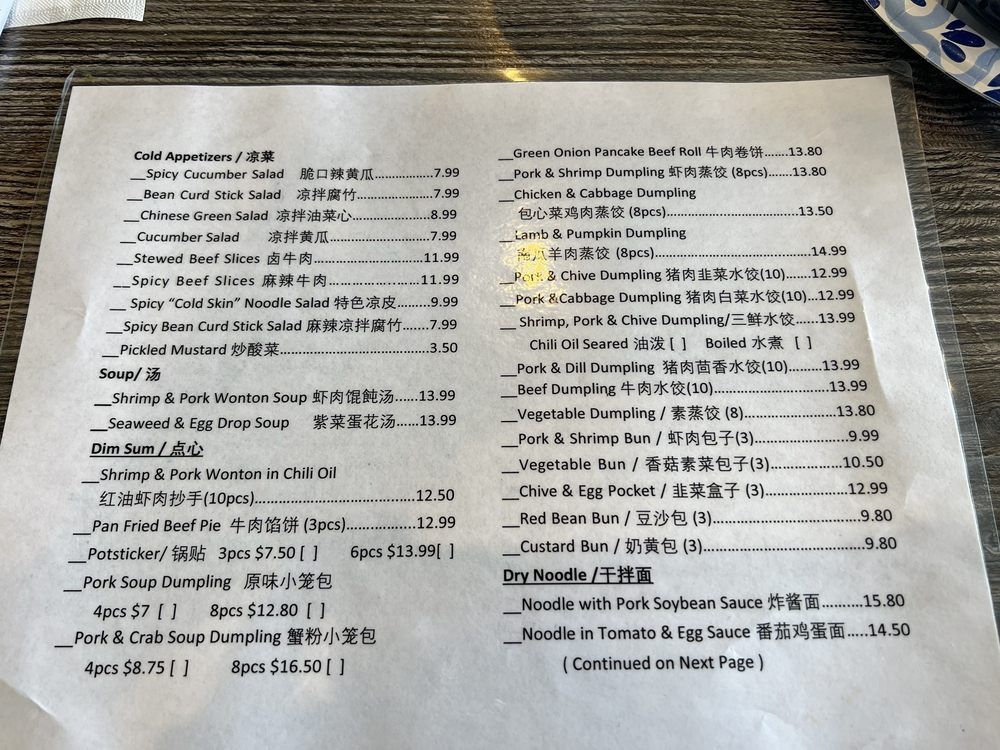 Cold Appetizers / 凉菜
__Spicy Cucumber Salad 脆口辣黄瓜................7.99
__Bean Curd Stick Salad 凉拌腐竹...................7.99
__Chinese Green Salad 凉拌油菜心...................8.99
__Cucumber Salad 凉拌黄瓜.......................7.99
__Stewed Beef Slices 卤牛肉.........................11.99
__Spicy Beef Slices 麻辣牛肉.........................11.99
__Spicy “Cold Skin” Noodle Salad 特色凉皮.........9.99
__Spicy Bean Curd Stick Salad 麻辣凉拌腐竹.......7.99
__Pickled Mustard 炒酸菜................................3.50
Soup/ 汤
__Shrimp & Pork Wonton Soup 虾肉馄飩汤.....13.99
__Seaweed & Egg Drop Soup 紫菜蛋花汤......13.99
Dim Sum / 点心
__Shrimp & Pork Wonton in Chili Oil
红油虾肉抄手(10pcs)..................................12.50
__Pan Fried Beef Pie 牛肉馅饼 (3pcs)...............12.99
__Potsticker/ 锅贴 3pcs $7.50 [ ] 6pcs $13.99[ ]
__Pork Soup Dumpling 原味小笼包
4pcs $7 [ ] 8pcs $12.80 [ ]
__Pork & Crab Soup Dumpling 蟹粉小笼包
4pcs $8.75 [ ] 8pcs $16.50 [ ]
__Green Onion Pancake Beef Roll 牛肉卷饼.......13.80
__Pork & Shrimp Dumpling 虾肉蒸饺 (8pcs).......13.80
__Chicken & Cabbage Dumpling
包心菜鸡肉蒸饺 (8pcs)................................13.50
__Lamb & Pumpkin Dumpling
南瓜羊肉蒸饺 (8pcs)......................................14.99
__Pork & Chive Dumpling 猪肉韭菜水饺(10).......12.99
__Pork &Cabbage Dumpling 猪肉白菜水饺(10)...12.99
__Shrimp, Pork & Chive Dumpling/三鲜水饺......13.99
Chili Oil Seared 油泼 [ ] Boiled 水煮 [ ]
__Pork & Dill Dumpling 猪肉茴香水饺(10).........13.99
__Beef Dumpling 牛肉水饺(10).......................13.99
__Vegetable Dumpling / 素蒸饺 (8)..................13.80
__Pork & Shrimp Bun / 虾肉包子(3)...................9.99
__Vegetable Bun / 香菇素菜包子(3)...............10.50
__Chive & Egg Pocket / 韭菜盒子 (3)................12.99
__Red Bean Bun / 豆沙包 (3)............................9.80
__Custard Bun / 奶黄包 (3)................................9.80
Dry Noodle /干拌面
__Noodle with Pork Soybean Sauce 炸酱面..........15.80
__Noodle in Tomato & Egg Sauce 番茄鸡蛋面.....14.50
( Continued on Next Page )